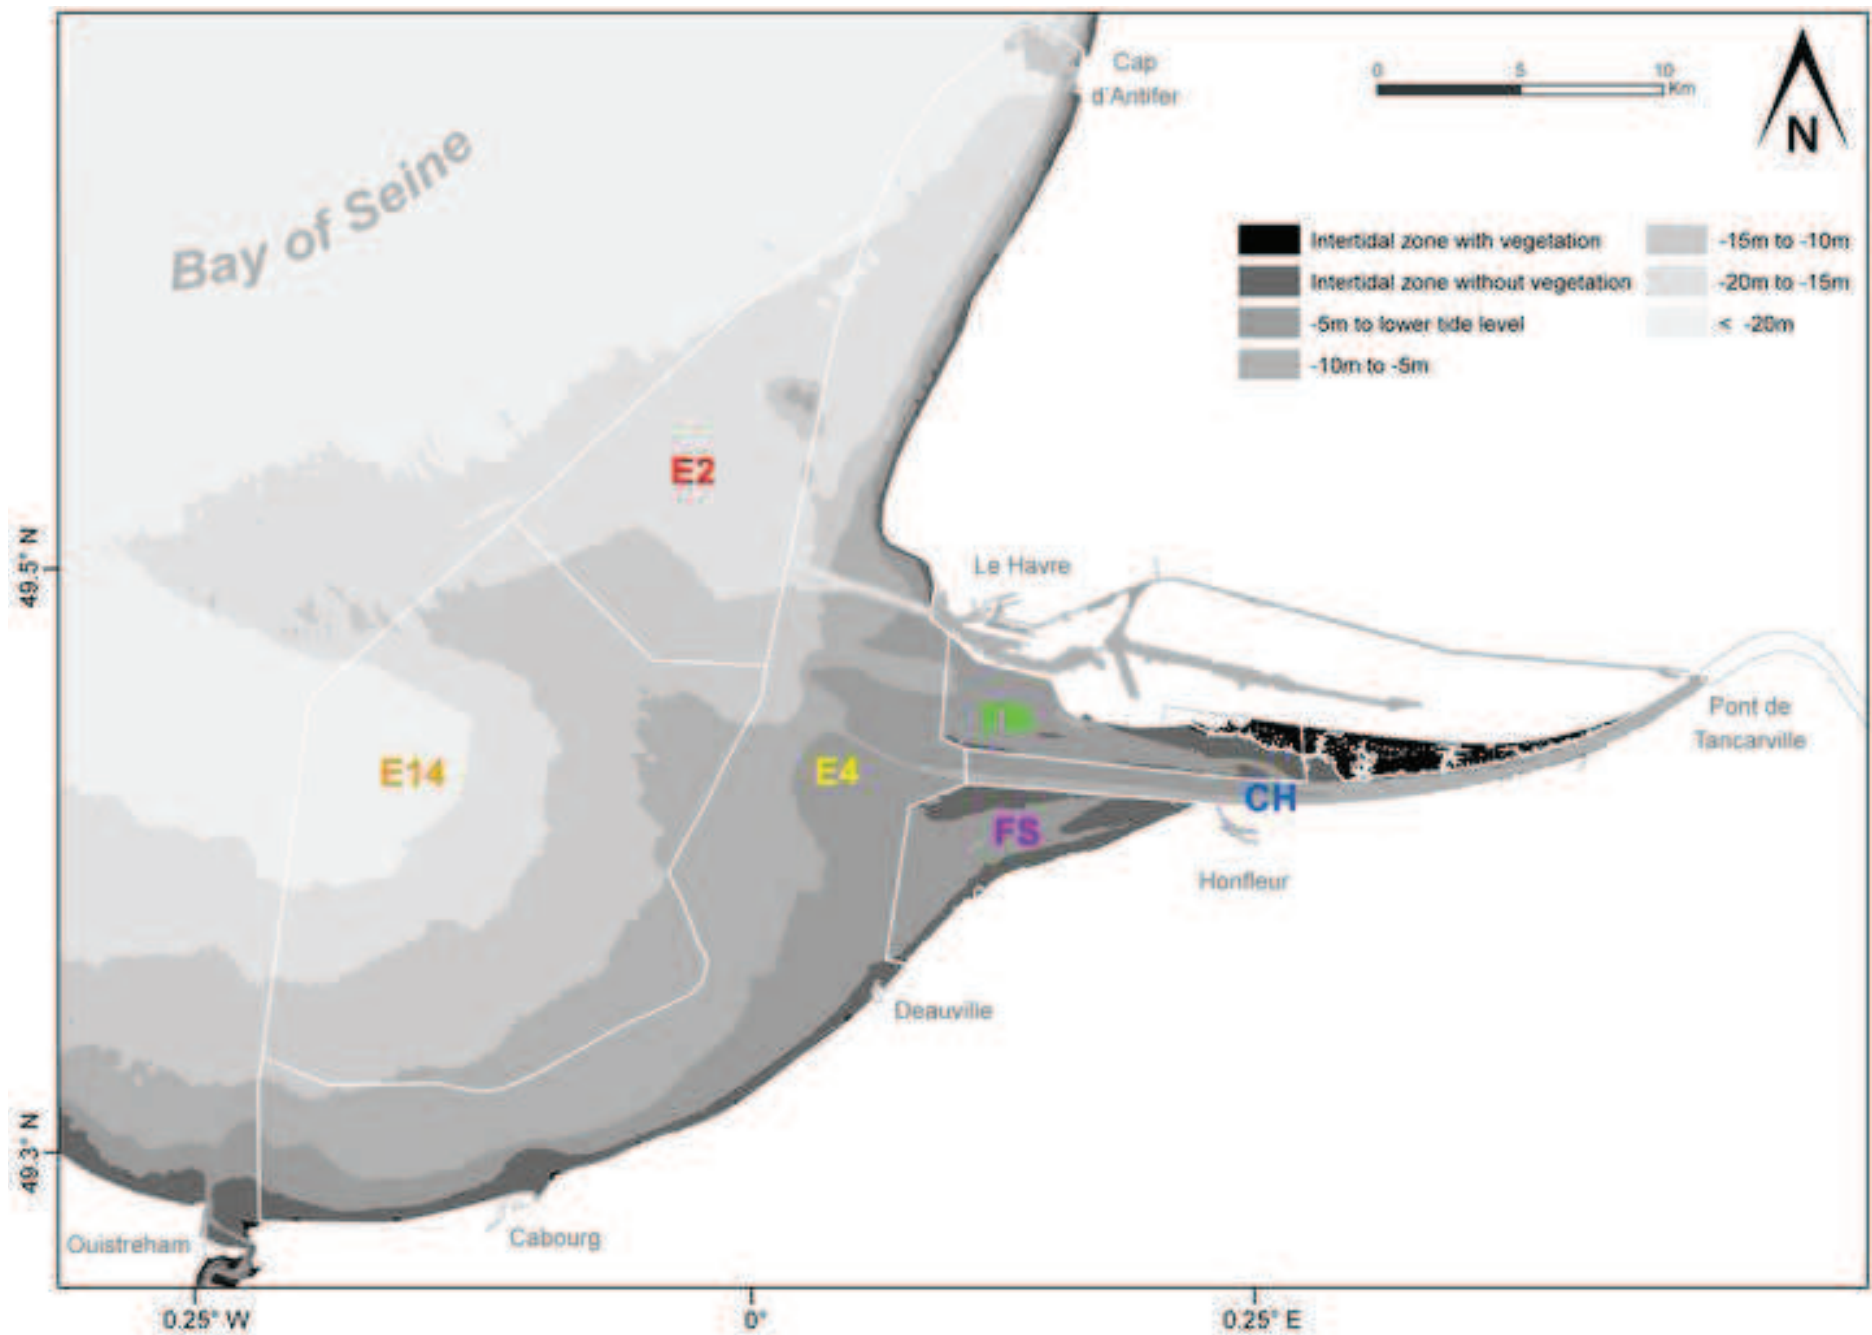 Cap
d'Antifer
0 5 10
Km
N
Bay of Seine
Intertidal zone with vegetation
Intertidal zone without vegetation
-5m to lower tide level
-10m to -5m
-15m to -10m
-20m to -15m
< -20m
E2
49.5° N
Le Havre
Pont de
Tancarville
E14
E4
CH
FS
Honfleur
Deauville
49.3° N
Ouistreham
Cabourg
0.25° W
0°
0.25° E